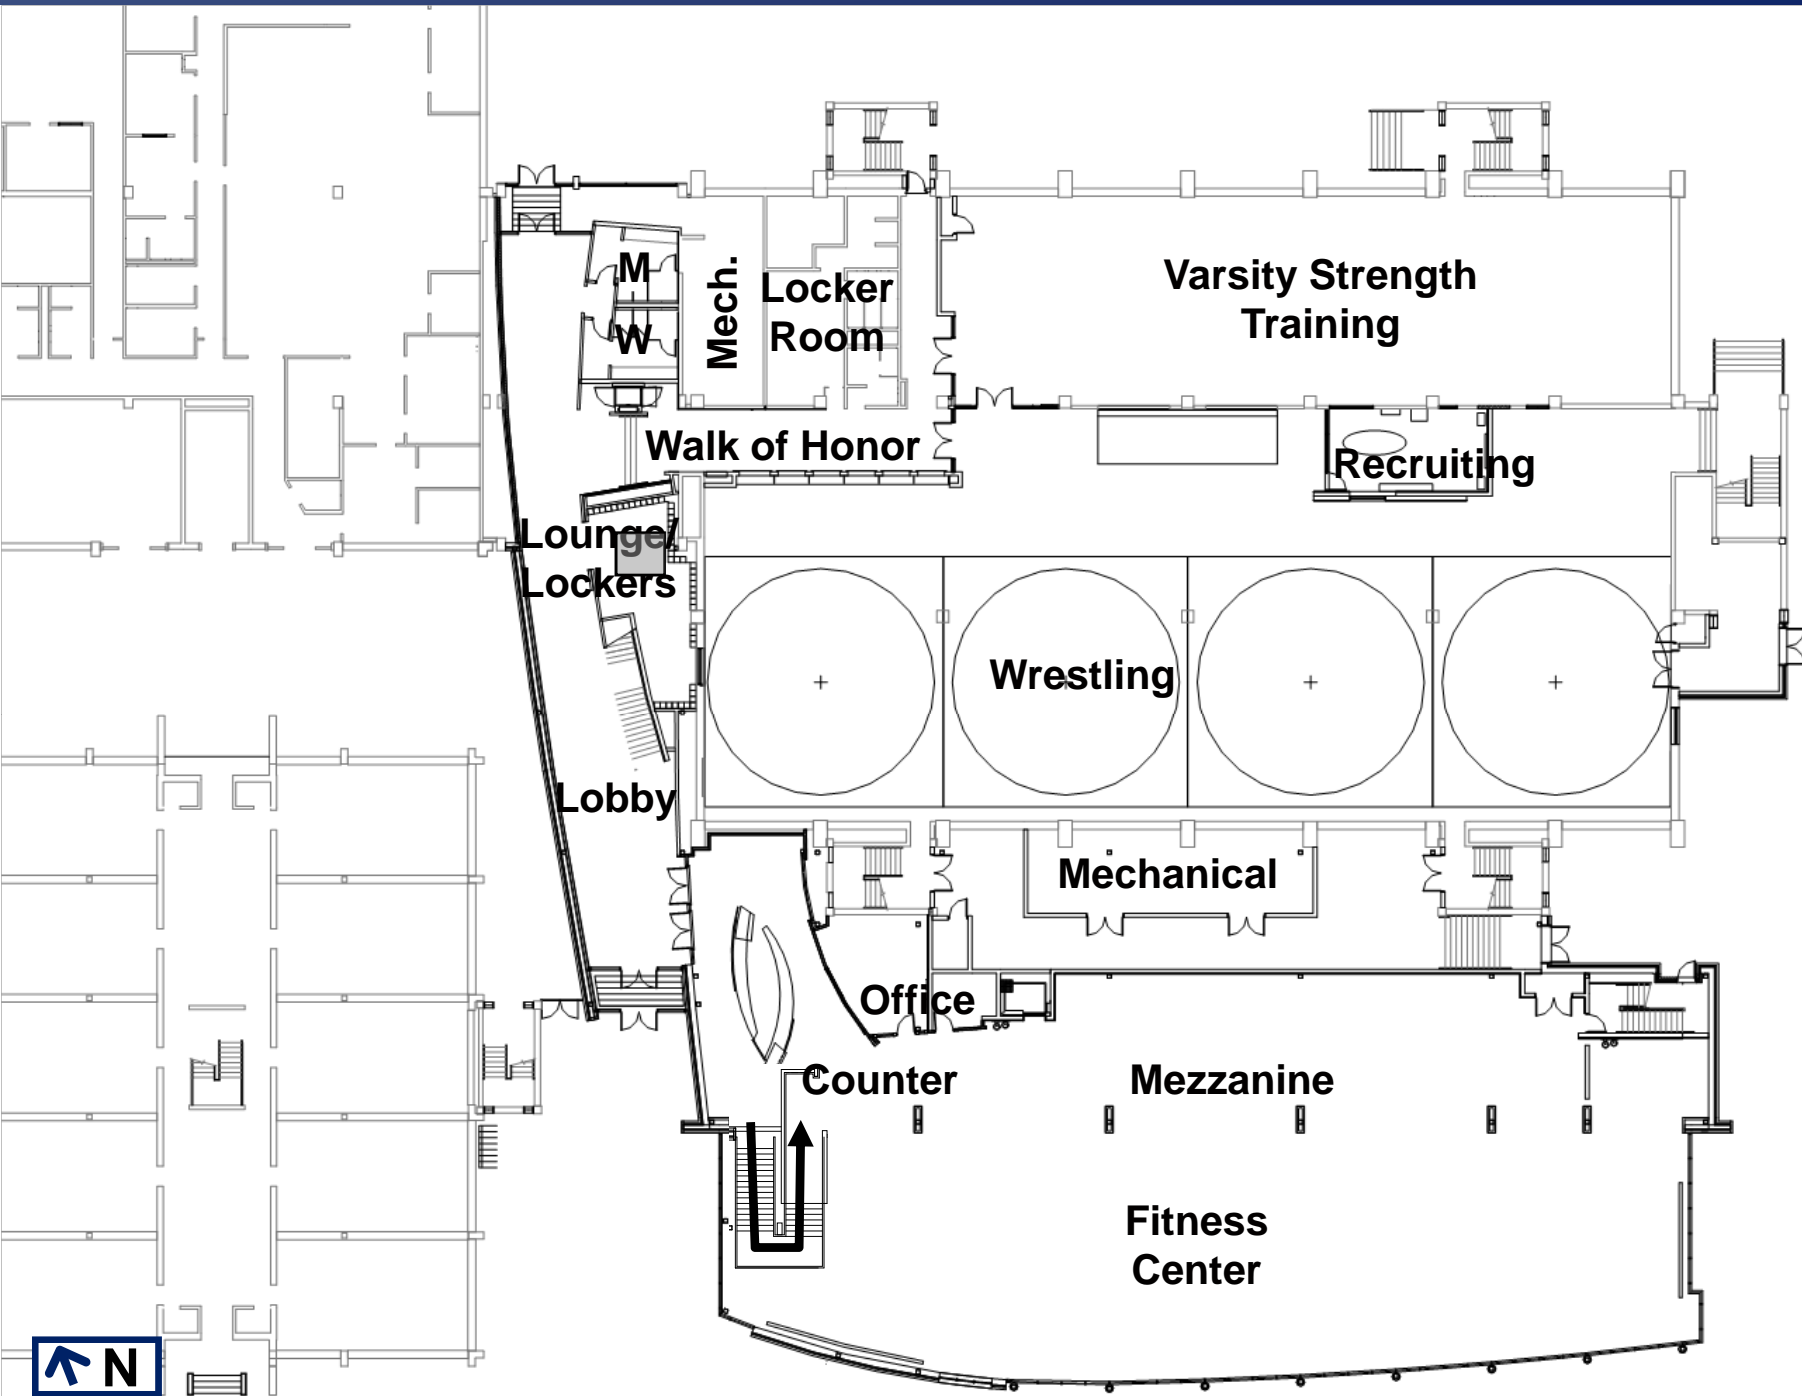 Varsity Strength
Training
M
W
Mech.
Locker
Room
Walk of Honor
Recruiting
Lounge/
Lockers
Wrestling
Lobby
Mechanical
Office
Counter
Mezzanine
Fitness
Center
N